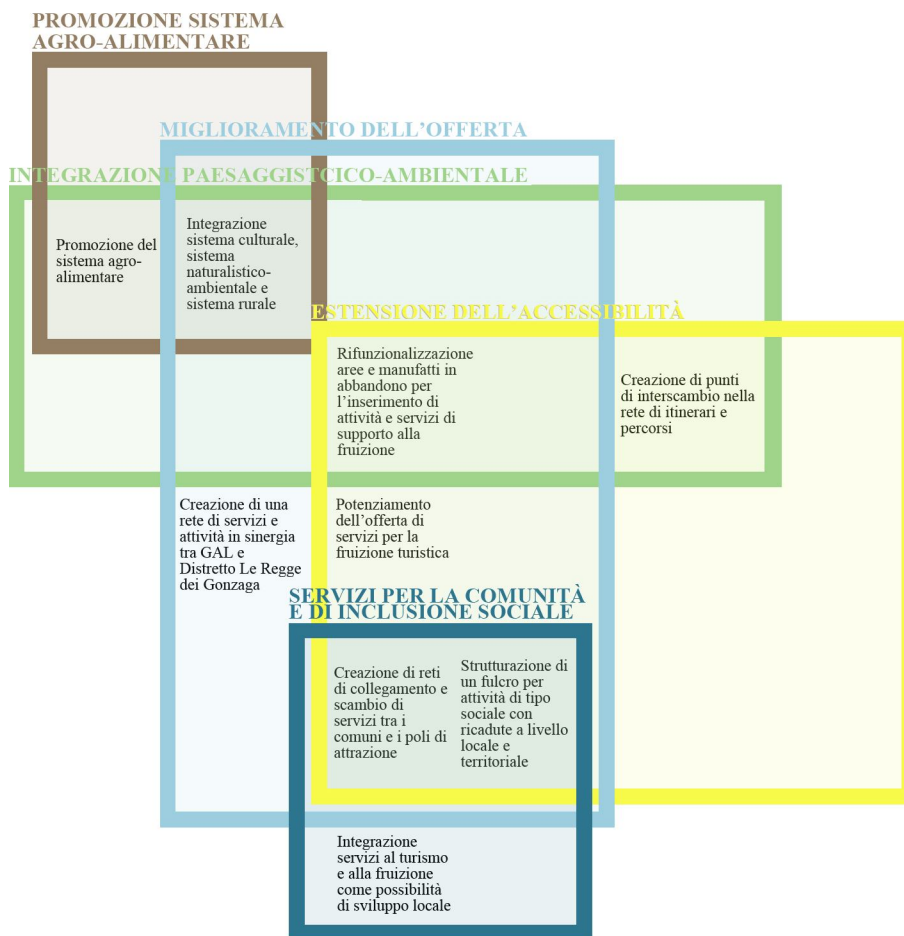 PROMOZIONE SISTEMA
AGRO-ALIMENTARE
MIGLIORAMENTO DELL'OFFERTA
INTEGRAZIONE PAESAGGISTCICO-AMBIENTALE
Promozione del
sistema agro-
alimentare
Integrazione
sistema culturale,
sistema
naturalistico-
ambientale e
sistema rurale
ESTENSIONE DELL'ACCESSIBILITÀ
Rifunzionalizzazione
aree e manufatti in
abbandono per
l'inserimento di
attività e servizi di
supporto alla
fruizione
Creazione di punti
di interscambio nella
rete di itinerari e
percorsi
Creazione di una
rete di servizi e
attività in sinergia
tra GAL e
Distretto Le Regge
dei Gonzaga
Potenziamento
dell'offerta di
servizi per la
fruizione turistica
SERVIZI PER LA COMUNITÀ
E DI INCLUSIONE SOCIALE
Creazione di reti
di collegamento e
scambio di
servizi tra i
comuni e i poli di
attrazione
Strutturazione di
un fulcro per
attività di tipo
sociale con
ricadute a livello
locale e
territoriale
Integrazione
servizi al turismo
e alla fruizione
come possibilità
di sviluppo locale